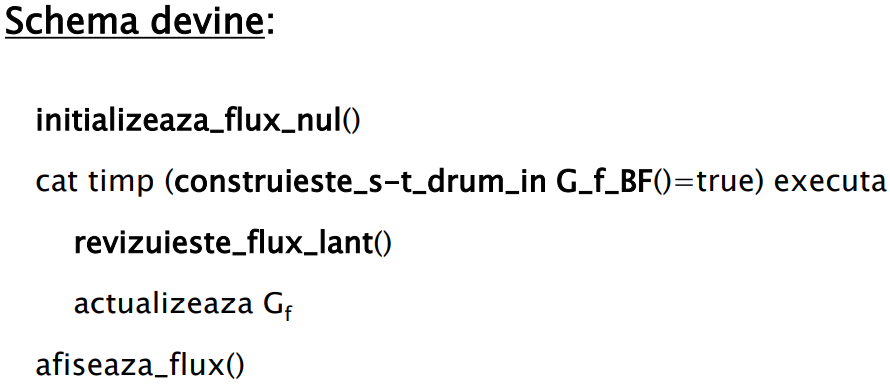 Schema devine:
initializeaza_flux_nul()
cat timp (construieste_s-t_drum_in G_f_BF()=true) executa
revizuieste_flux_lant()
actualizeaza Gf
afiseaza_flux()